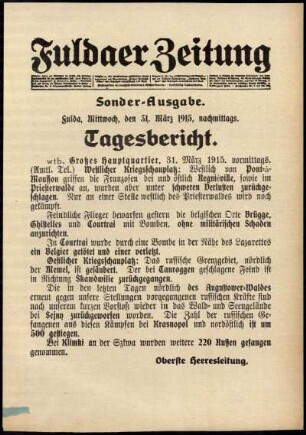 Fuldaer Zeitung
Sonder-Ausgabe.
Fulda, Mittwoch, den 31. März 1915, nachmittags.
Tagesbericht.
wtb. Großes Hauptquartier, 31. März 1915, vormittags.
(Amtl. Tel.) Westlicher Kriegsschauplatz: Westlich von Pont-à-
Mousson griffen die Franzosen bei und östlich Regniéville, sowie im
Priesterwalde an, wurden aber unter schweren Verlusten zurückge-
schlagen. Nur an einer Stelle westlich des Priesterwaldes wird noch
gekämpft.
Feindliche Flieger bewarfen gestern die belgischen Orte Brügge,
Ghistelles und Courtrai mit Bomben, ohne militärischen Schaden
anzurichten.
In Courtrai wurde durch eine Bombe in der Nähe des Lazarettes
ein Belgier getötet und einer verletzt.
Oestlicher Kriegsschauplatz: Das russische Grenzgebiet, nördlich
der Memel, ist gesäubert. Der bei Tauroggen geschlagene Feind ist
in Richtung Skawdwilie zurückgegangen.
Die in den letzten Tagen nördlich des Augustower-Waldes
erneut gegen unsere Stellungen vorgegangenen russischen Kräfte sind
nach unserem kurzen Vorstoß wieder in das Wald- und Seengelände
bei Sejny zurückgeworfen worden. Die Zahl der russischen Ge-
fangenen aus diesen Kämpfen bei Krasnopol und nordöstlich ist um
500 gestiegen.
Bei Klimki an der Szkwa wurden weitere 220 Russen gefangen
genommen.
Oberste Heeresleitung.